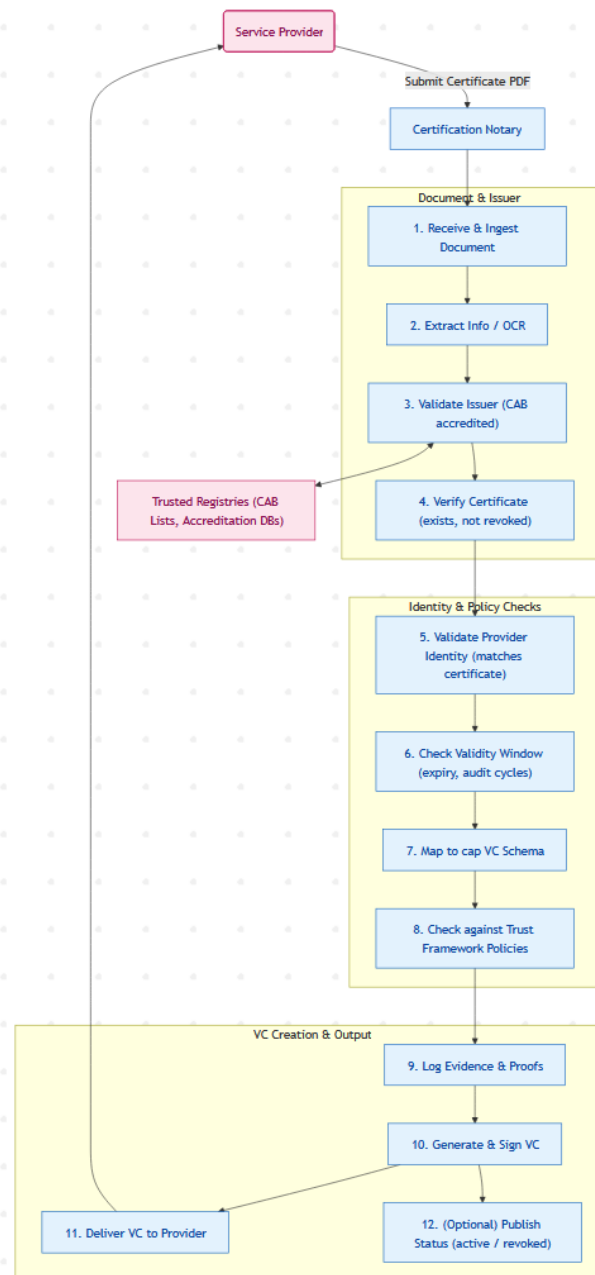 Service Provider
Submit Certificate PDF
Certification Notary
Document & Issuer
1. Receive & Ingest
Document
2. Extract Info / OCR
3. Validate Issuer (CAB
accredited)
Trusted Registries (CAB
Lists, Accreditation DBs)
4. Verify Certificate
(exists, not revoked)
Identity & Policy Checks
5. Validate Provider
Identity (matches
certificate)
6. Check Validity Window
(expiry, audit cycles)
7. Map to cap VC Schema
8. Check against Trust
Framework Policies
VC Creation & Output
9. Log Evidence & Proofs
10. Generate & Sign VC
11. Deliver VC to Provider
12. (Optional) Publish
Status (active / revoked)